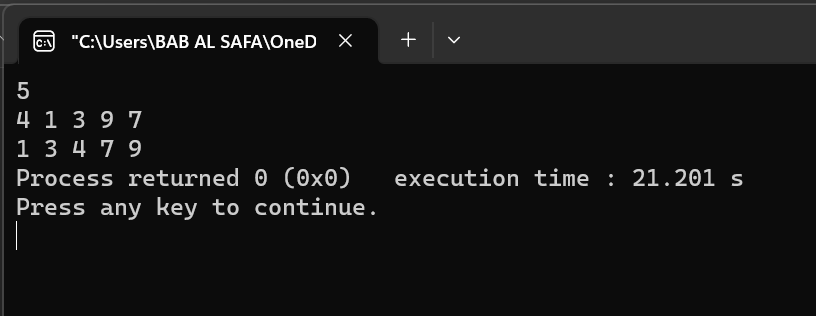 C:\
"C:\Users\BAB AL SAFA\OneD
5
4 1 3 9 7
1 3 4 7 9
Process returned 0 (0x0)   execution time : 21.201 s
Press any key to continue.